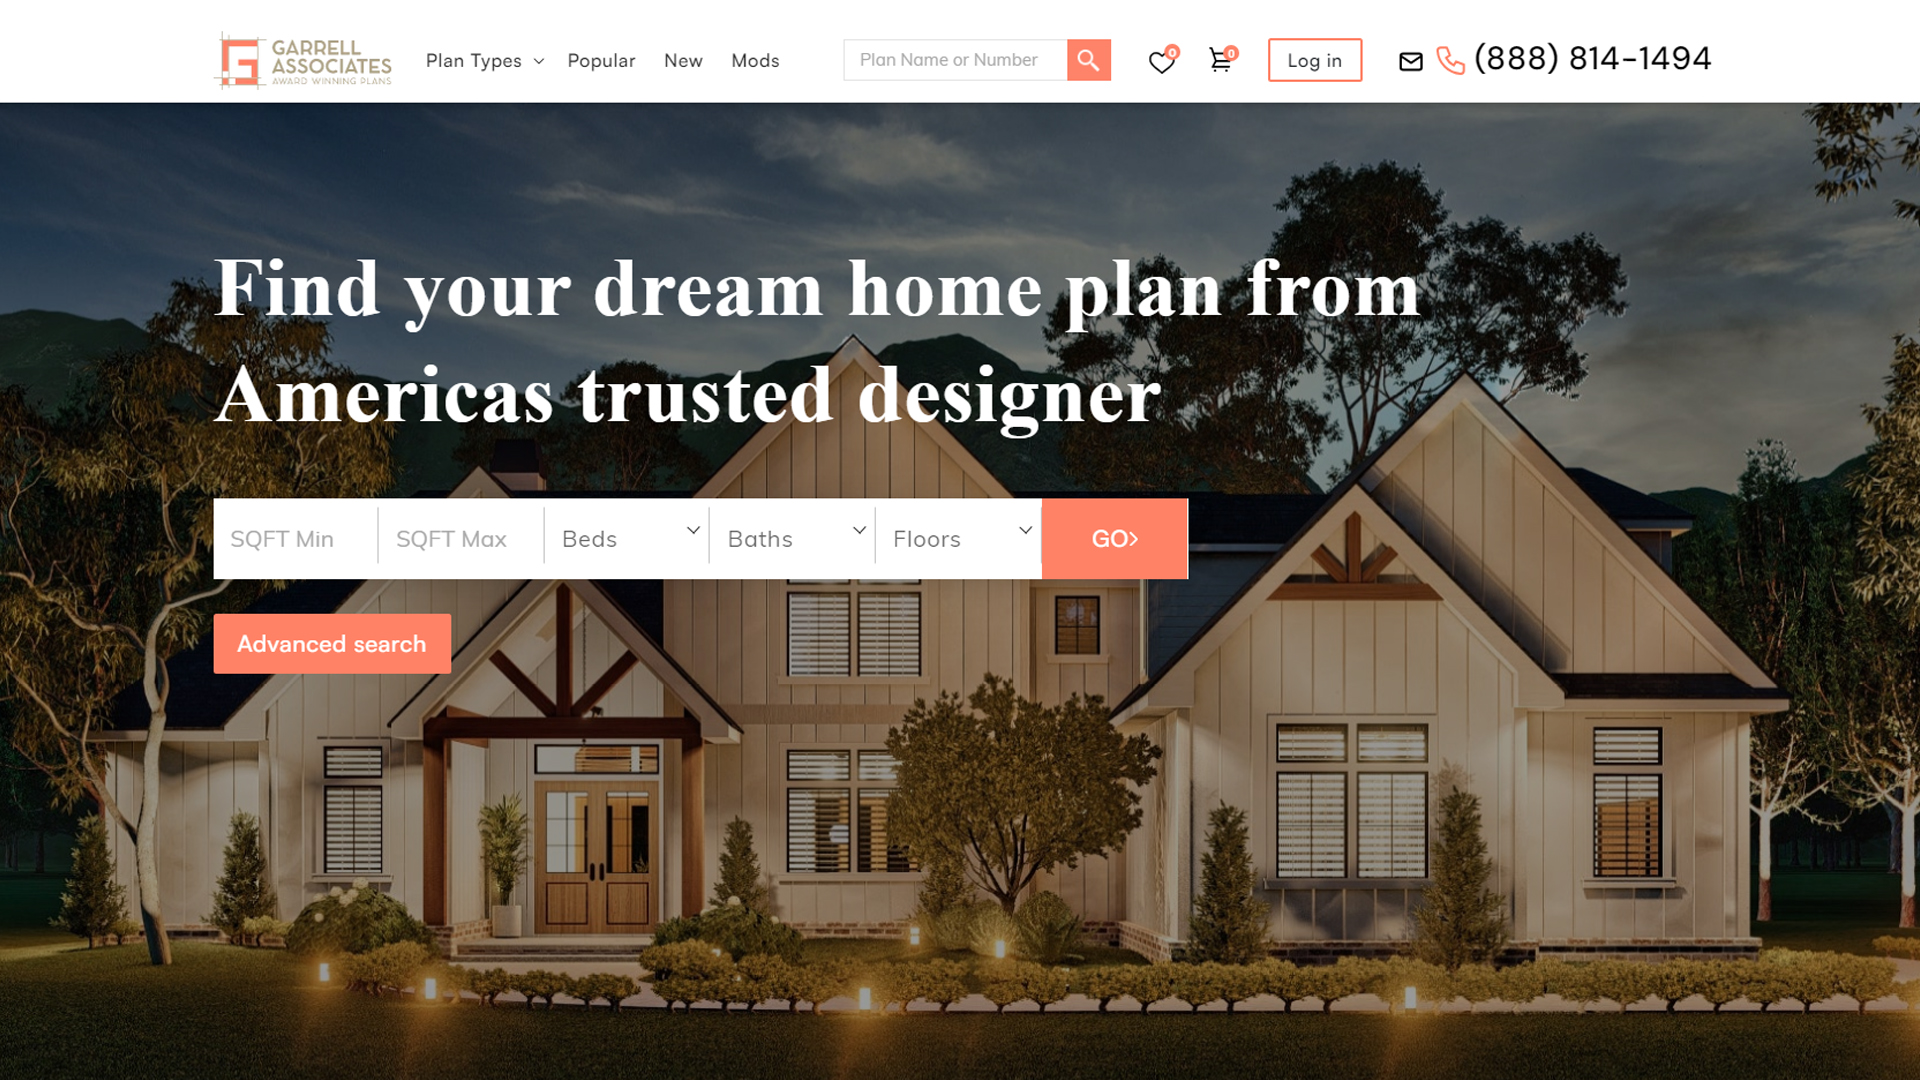 GARRELL
ASSOCIATES
AWARD WINNING PLANS
Plan Types
Popular
New
Mods
Plan Name or Number
0
0
Log in
(888) 814-1494
Find your dream home plan from
Americas trusted designer
SQFT Min
SQFT Max
Beds
Baths
Floors
GO
Advanced search